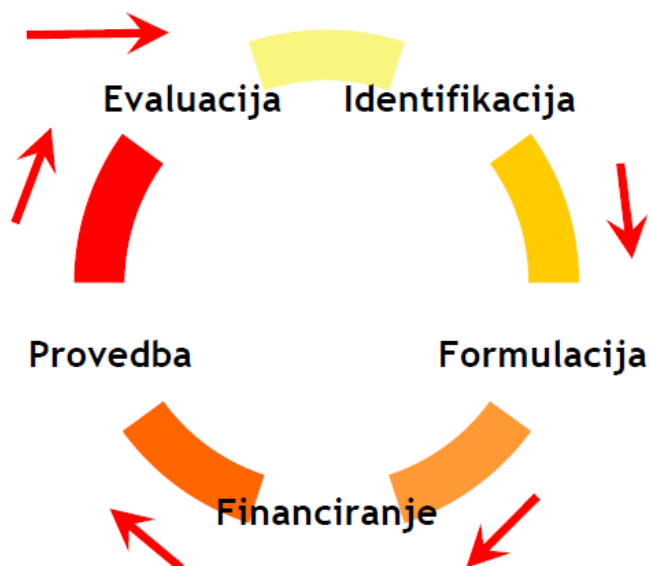 Evaluacija
Identifikacija
Provedba
Formulacija
Financiranje